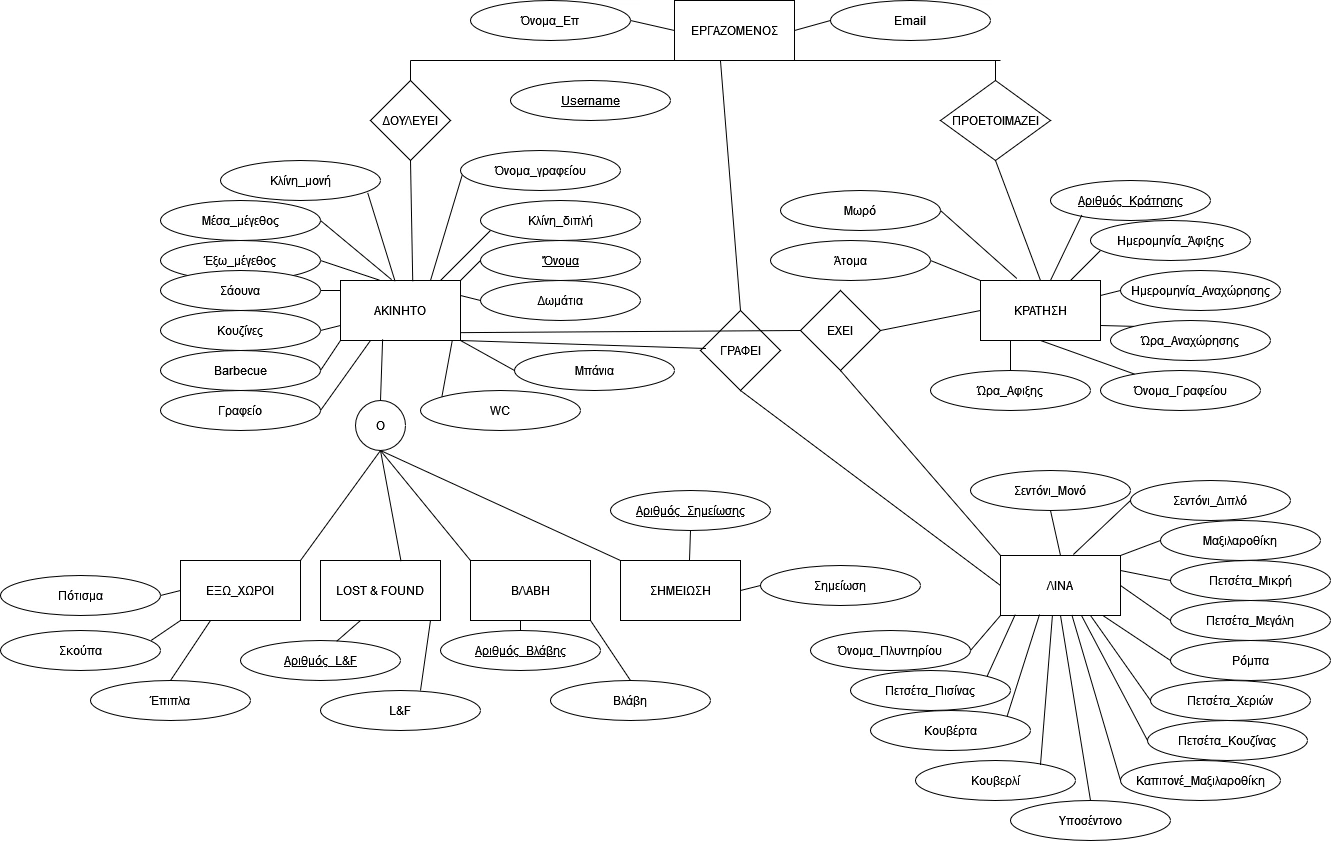 Όνομα_Επ
ΕΡΓΑΖΟΜΕΝΟΣ
Email
Username
ΔΟΥΛΕΥΕΙ
ΠΡΟΕΤΟΙΜΑΖΕΙ
Κλίνη_μονή
Όνομα_γραφείου
Μέσα_μέγεθος
Κλίνη_διπλή
Μωρό
Αριθμός_Κράτησης
Έξω_μέγεθος
Όνομα
Άτομα
Ημερομηνία_Άφιξης
Σάουνα
Δωμάτια
Ημερομηνία_Αναχώρησης
ΑΚΙΝΗΤΟ
ΚΡΑΤΗΣΗ
Κουζίνες
ΕΧΕΙ
Ώρα_Αναχώρησης
ΓΡΑΦΕΙ
Barbecue
Μπάνια
Ώρα_Αφιξης
Όνομα_Γραφείου
Γραφείο
WC
Ο
Σεντόνι_Μονό
Σεντόνι_Διπλό
Αριθμός_Σημείωσης
Μαξιλαροθίκη
Πετσέτα_Μικρή
ΕΞΩ_ΧΩΡΟΙ
LOST & FOUND
ΒΛΑΒΗ
ΣΗΜΕΙΩΣΗ
Σημείωση
ΛΙΝΑ
Πότισμα
Πετσέτα_Μεγάλη
Σκούπα
Αριθμός_L&F
Αριθμός_Βλάβης
Όνομα_Πλυντηρίου
Ρόμπα
Έπιπλα
L&F
Βλάβη
Πετσέτα_Πισίνας
Πετσέτα_Χεριών
Κουβέρτα
Πετσέτα_Κουζίνας
Κουβερλί
Καπιτονέ_Μαξιλαροθίκη
Υποσέντονο